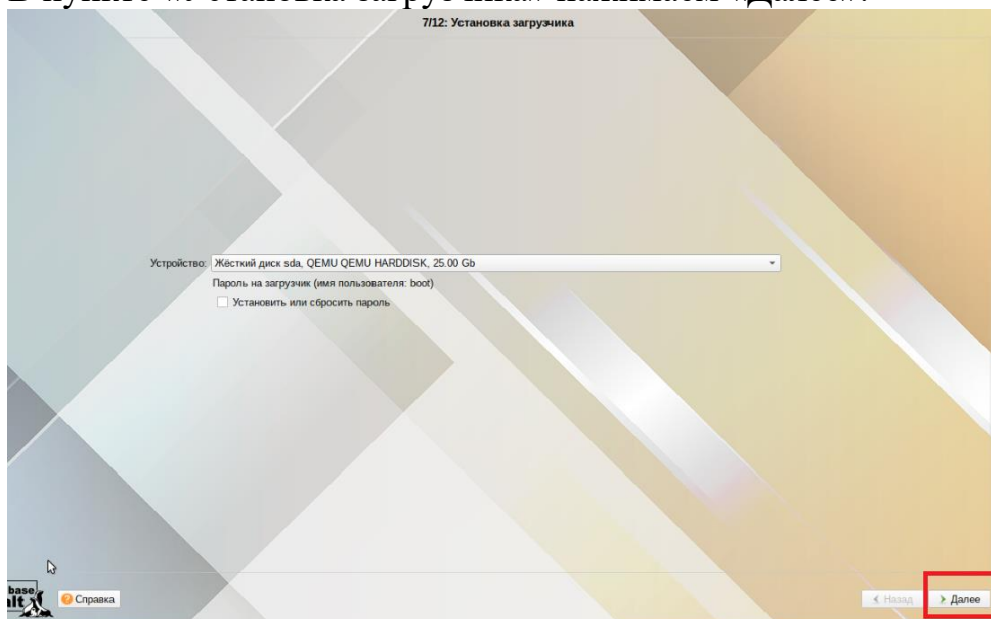 7/12: Установка загрузчика
Устройство: Жёсткий диск sda, QEMU QEMU HARDDISK, 25.00 Gb
Пароль на загрузчик (имя пользователя: boot)
Установить или сбросить пароль
base
alt
Справка
Назад
Далее